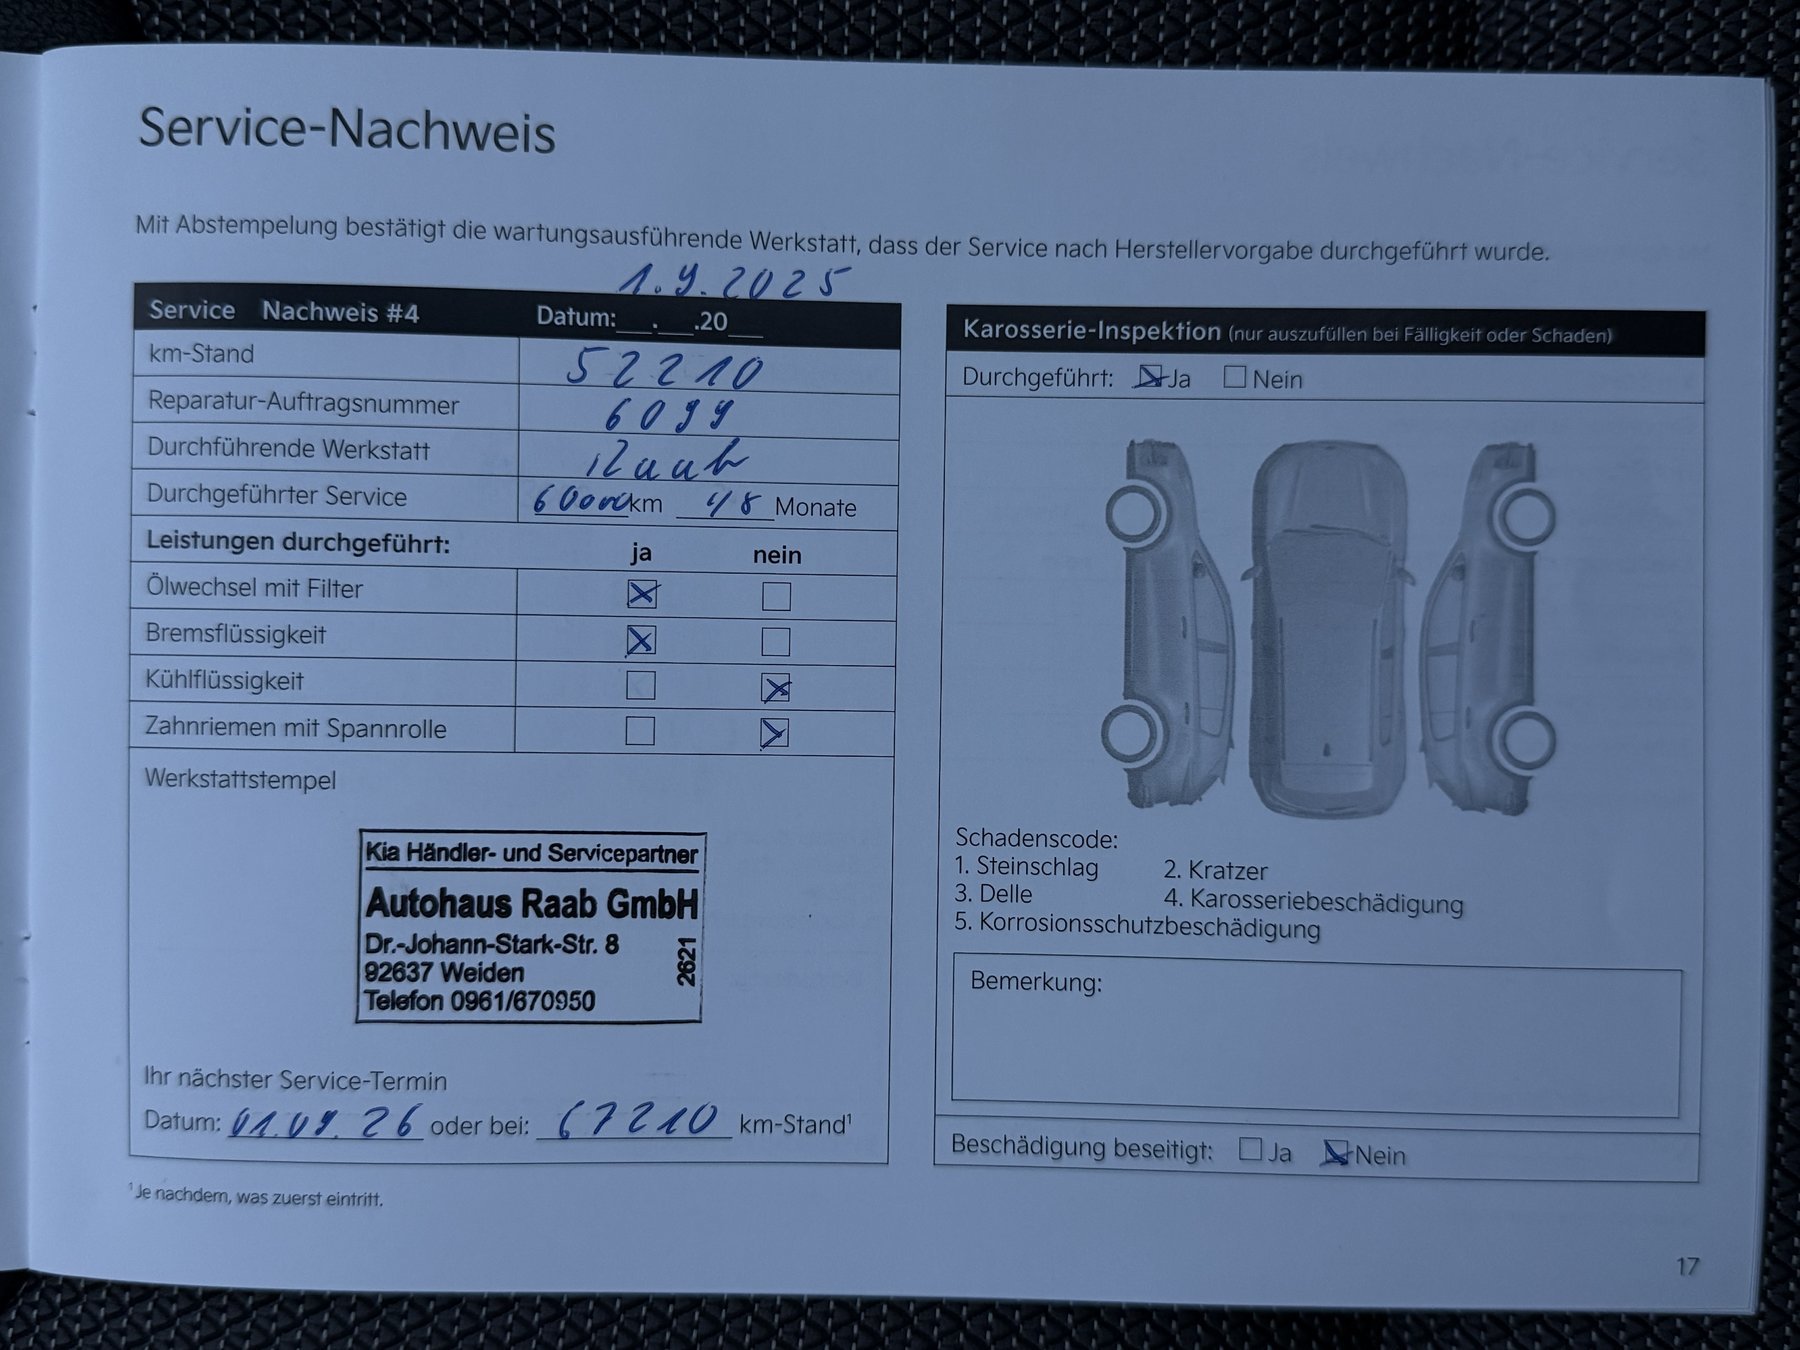 Service-Nachweis
Mit Abstempelung bestätigt die wartungsausführende Werkstatt, dass der Service nach Herstellervorgabe durchgeführt wurde.
1.9.2025
Service Nachweis #4 Datum:__.__.20__
km-Stand 52210
Reparatur-Auftragsnummer 6099
Durchführende Werkstatt Raab
Durchgeführter Service 60000km 48 Monate
Leistungen durchgeführt: ja nein
Ölwechsel mit Filter
Bremsflüssigkeit
Kühlflüssigkeit
Zahnriemen mit Spannrolle
Werkstattstempel
Kia Händler- und Servicepartner
Autohaus Raab GmbH
Dr.-Johann-Stark-Str. 8
92637 Weiden
Telefon 0961/670950
2621
Ihr nächster Service-Termin
Datum: 01.09.26 oder bei: 67210 km-Stand¹
¹Je nachdem, was zuerst eintritt.
Karosserie-Inspektion (nur auszufüllen bei Fälligkeit oder Schaden)
Durchgeführt: Ja Nein
Schadenscode:
1. Steinschlag 2. Kratzer
3. Delle 4. Karosseriebeschädigung
5. Korrosionsschutzbeschädigung
Bemerkung:
Beschädigung beseitigt: Ja Nein
17